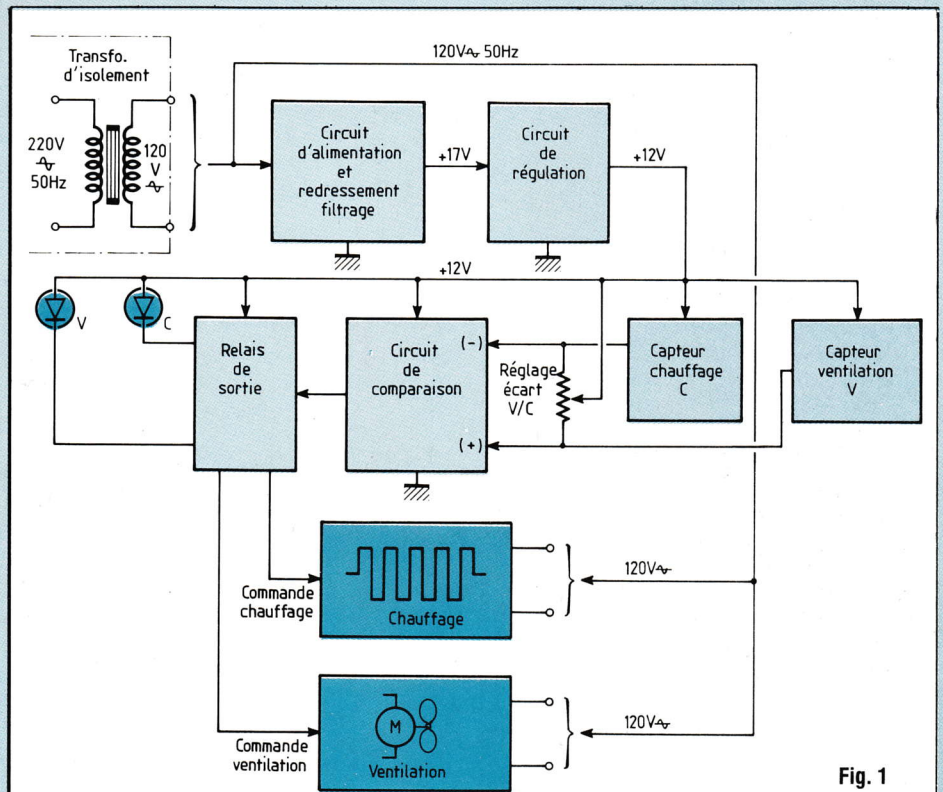 Transfo.
d'isolement
220V
50Hz
120
V
120V 50Hz
Circuit
d'alimentation
et
redressement
filtrage
+17V
Circuit
de
régulation
+12V
+12V
V
C
Relais
de
sortie
Circuit
de
comparaison
(-)
(+)
Réglage
écart
V/C
Capteur
chauffage
C
Capteur
ventilation
V
Commande
chauffage
Chauffage
120V
Commande
ventilation
M
Ventilation
120V
Fig. 1